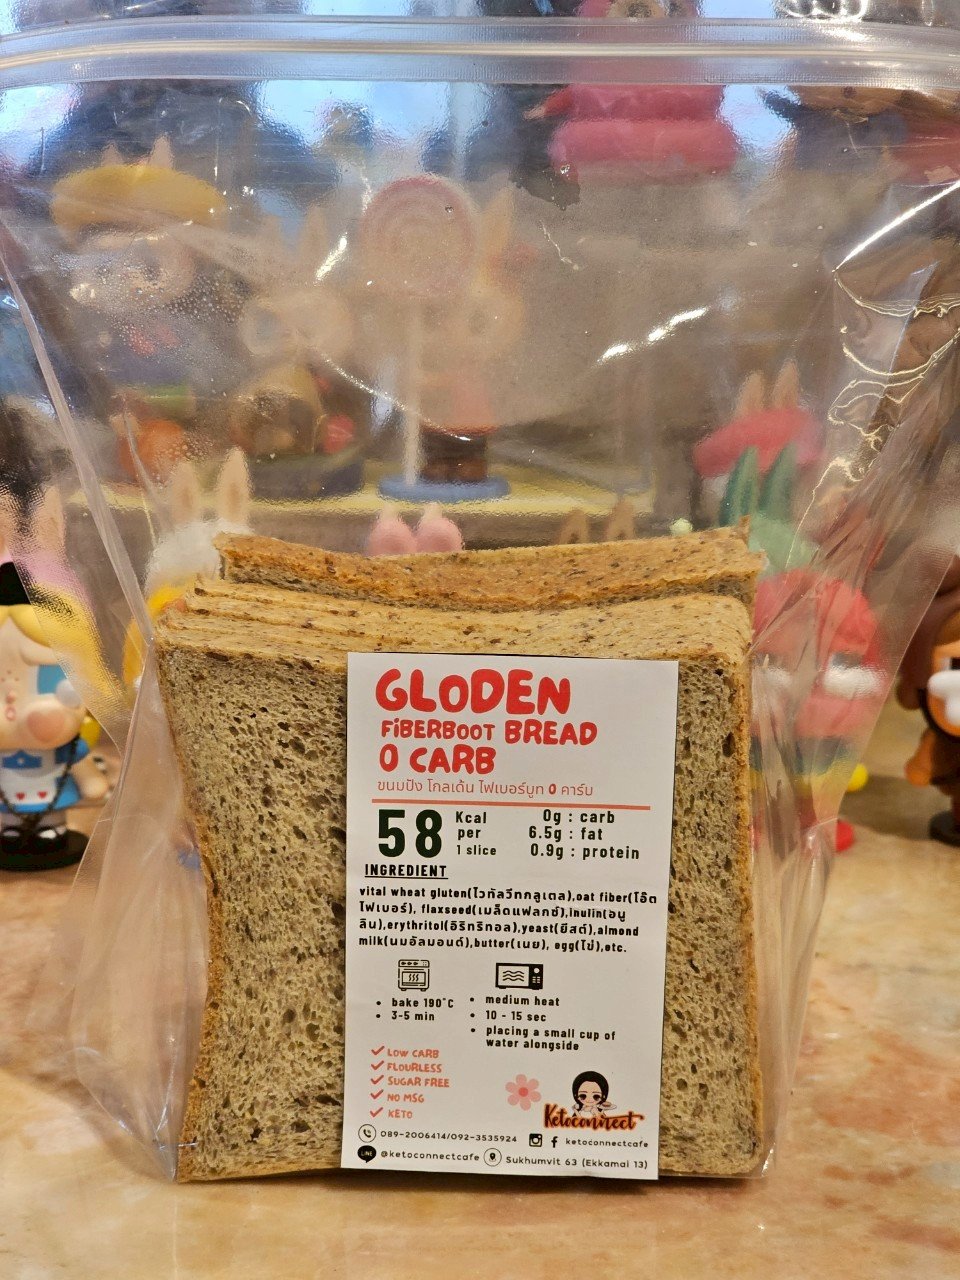 GLODEN
FiBERBOOT BREAD
0 CARB
ขนมปัง โกลเด้น ไฟเบอร์บูท 0 คาร์บ
58 Kcal per 1 slice
0g : carb
6.5g : fat
0.9g : protein
INGREDIENT
vital wheat gluten(ไวทัลวีทกลูเตล),oat fiber(โอ๊ต
ไฟเบอร์), flaxseed(เมล็ดแฟลกซ์),inulin(อนู
ลิน),erythritol(อิริทริทอล),yeast(ยีสต์),almond
milk(นมอัลมอนด์),butter(เนย), egg(ไข่),etc.
• bake 190°C
• 3-5 min
• medium heat
• 10 - 15 sec
• placing a small cup of
water alongside
LOW CARB
FLOURLESS
SUGAR FREE
NO MSG
KETO
Ketoconnect
089-2006414/092-3535924
ketoconnectcafe
LINE @ketoconnectcafe
Sukhumvit 63 (Ekkamai 13)